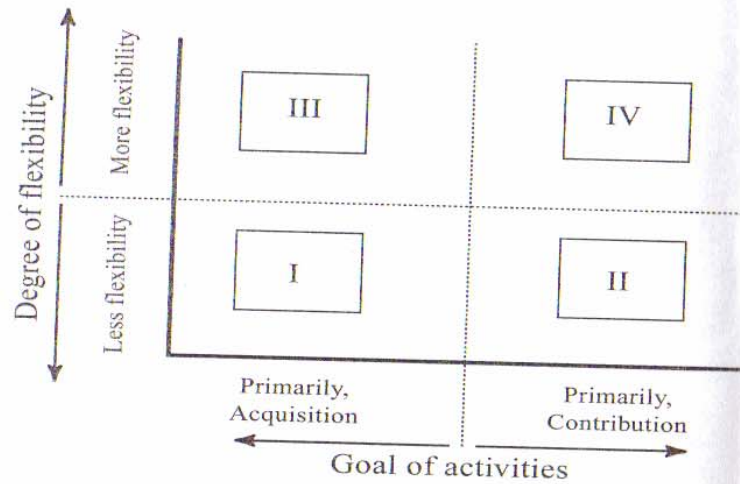 Degree of flexibility
More flexibility
Less flexibility
III
IV
I
II
Primarily,
Acquisition
Primarily,
Contribution
Goal of activities